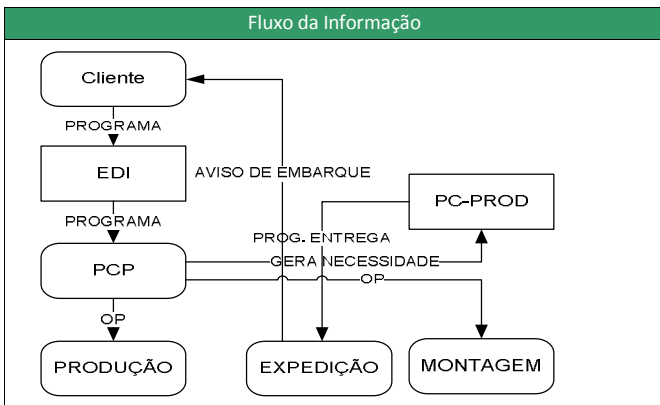 Fluxo da Informação
Cliente
PROGRAMA
EDI
AVISO DE EMBARQUE
PC-PROD
PROGRAMA
PROG. ENTREGA
PCP
GERA NECESSIDADE
OP
OP
PRODUÇÃO
EXPEDIÇÃO
MONTAGEM